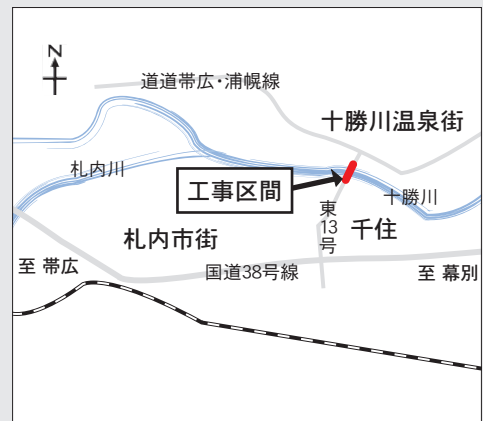 N
道道帯広・浦幌線
十勝川温泉街
札内川
工事区間
十勝川
東13号
千住
札内市街
至 帯広
国道38号線
至 幕別